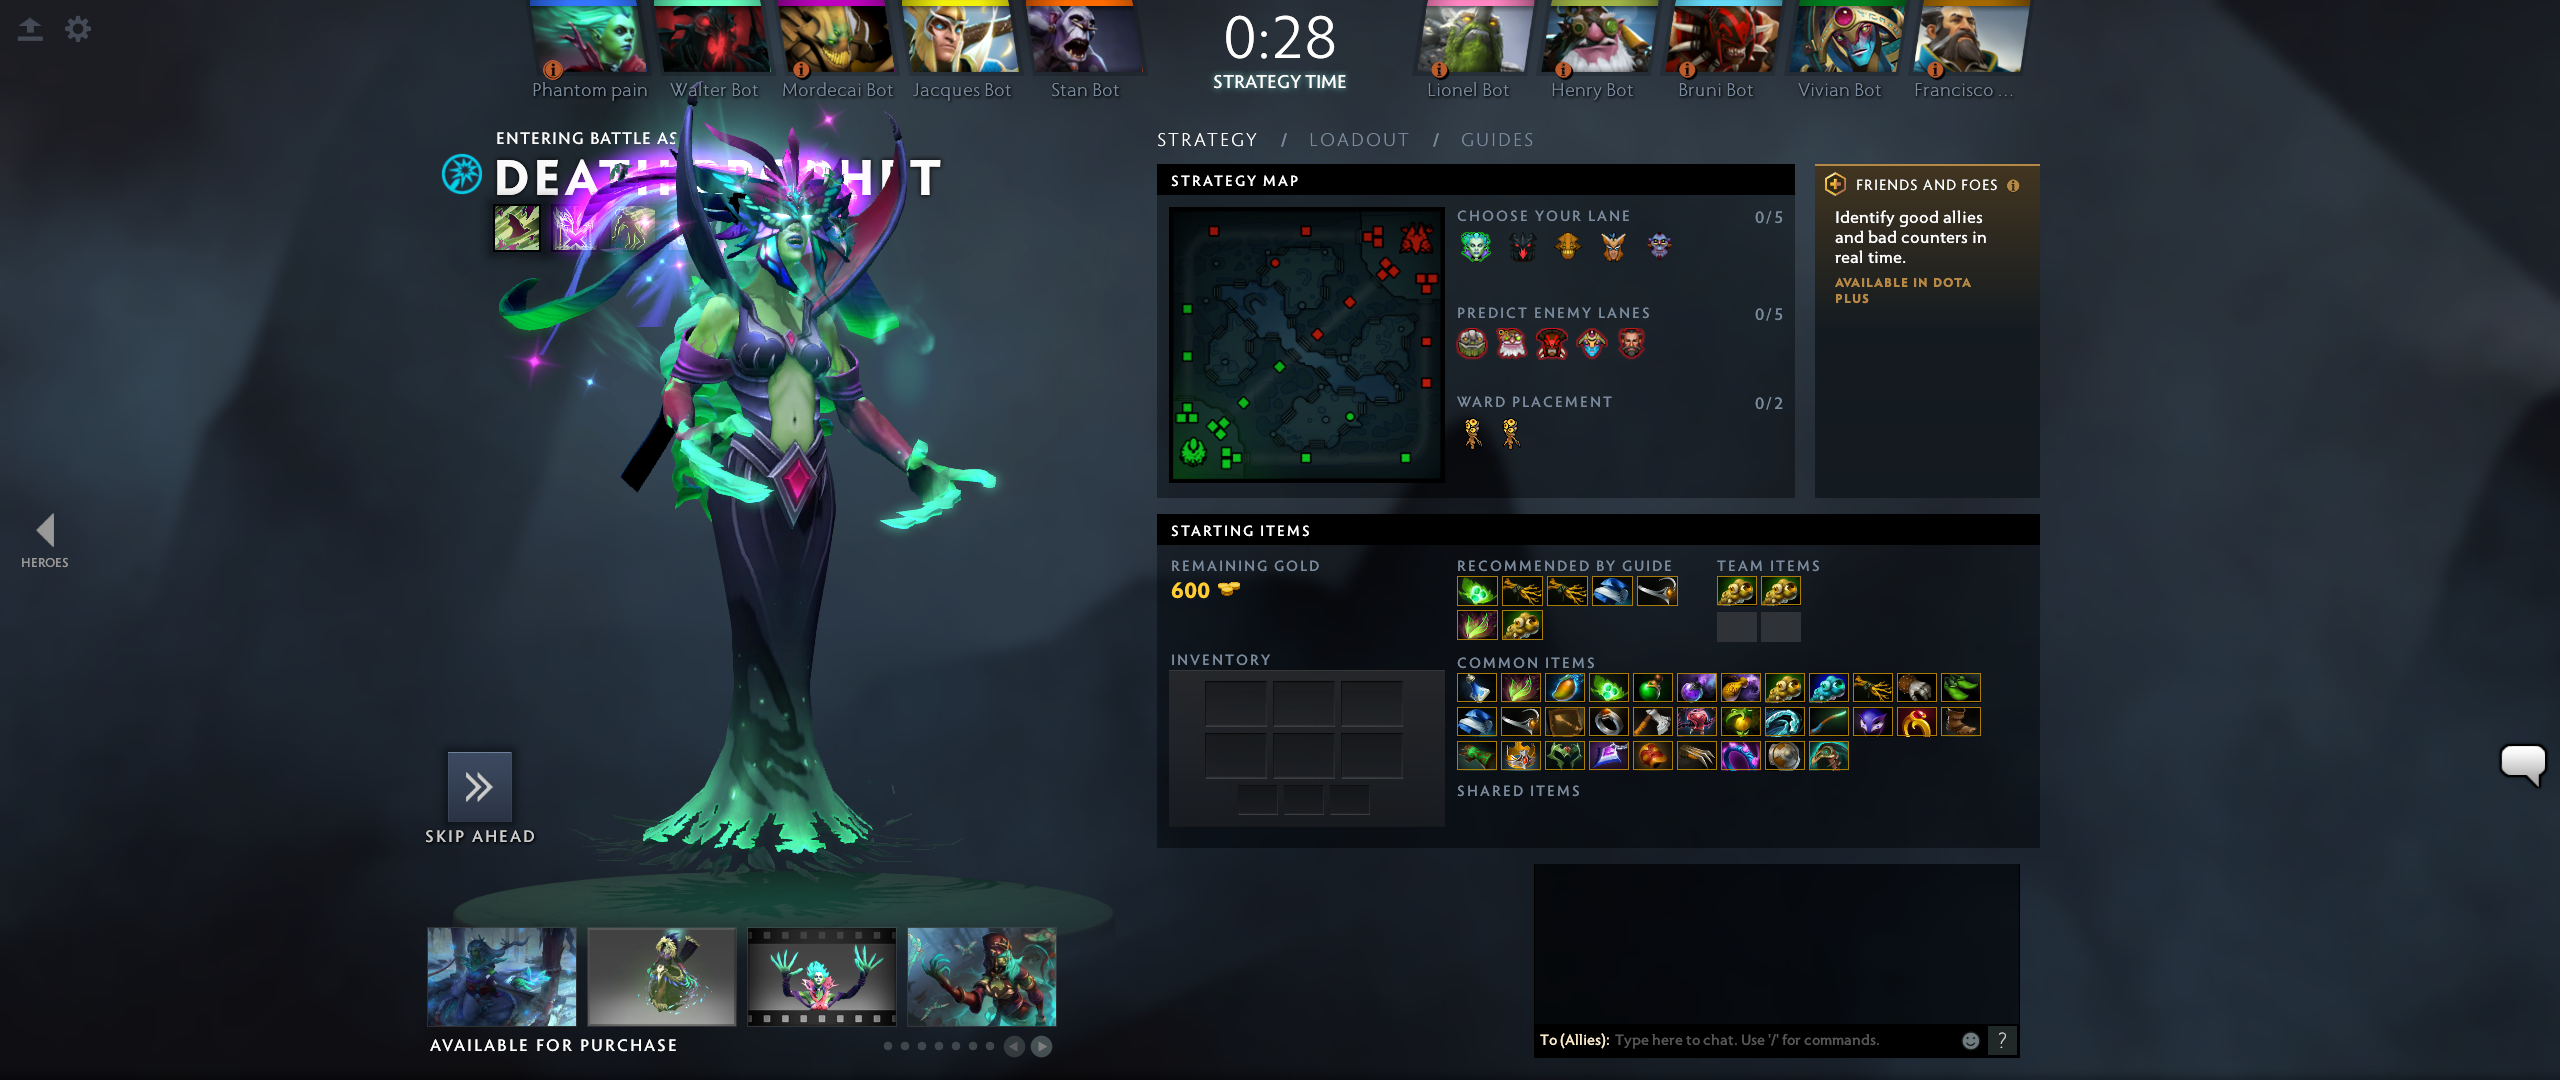 0:28
STRATEGY TIME
Phantom pain
Walter Bot
Mordecai Bot
Jacques Bot
Stan Bot
Lionel Bot
Henry Bot
Bruni Bot
Vivian Bot
Francisco ...
ENTERING BATTLE AS
STRATEGY / LOADOUT / GUIDES
STRATEGY MAP
CHOOSE YOUR LANE 0/5
PREDICT ENEMY LANES 0/5
WARD PLACEMENT 0/2
FRIENDS AND FOES
Identify good allies
and bad counters in
real time.
AVAILABLE IN DOTA
PLUS
HEROES
STARTING ITEMS
REMAINING GOLD
600
RECOMMENDED BY GUIDE
TEAM ITEMS
INVENTORY
COMMON ITEMS
SHARED ITEMS
SKIP AHEAD
AVAILABLE FOR PURCHASE
To (Allies): Type here to chat. Use '/' for commands.
?